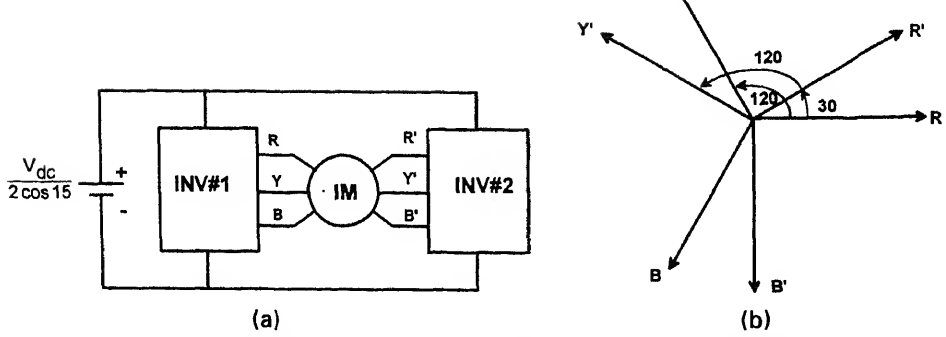 V_dc
2 cos 15
+
-
INV#1
R
Y
B
IM
R'
Y'
B'
INV#2
(a)
Y'
R'
120
120
30
R
B
B'
(b)